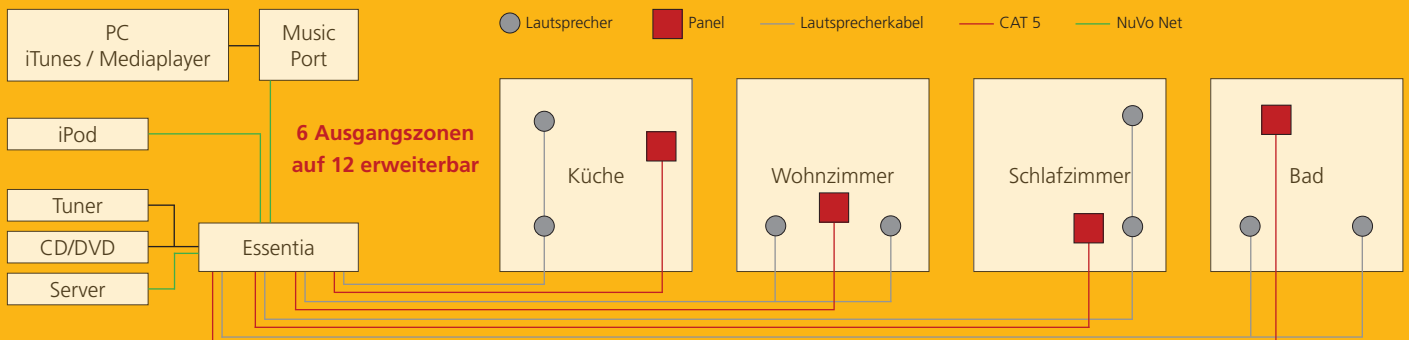 PC
iTunes / Mediaplayer
Music
Port
Lautsprecher
Panel
Lautsprecherkabel
CAT 5
NuVo Net
iPod
6 Ausgangszonen
auf 12 erweiterbar
Küche
Wohnzimmer
Schlafzimmer
Bad
Tuner
CD/DVD
Server
Essentia